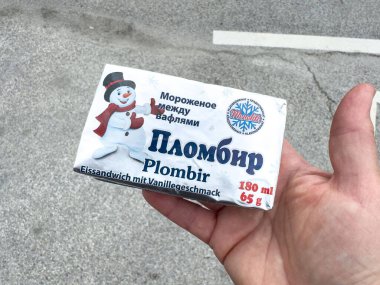 Мороженое
между
вафлями
Пломбир
Plombir
Eissandwich mit Vanillegeschmack
180 ml
65 g